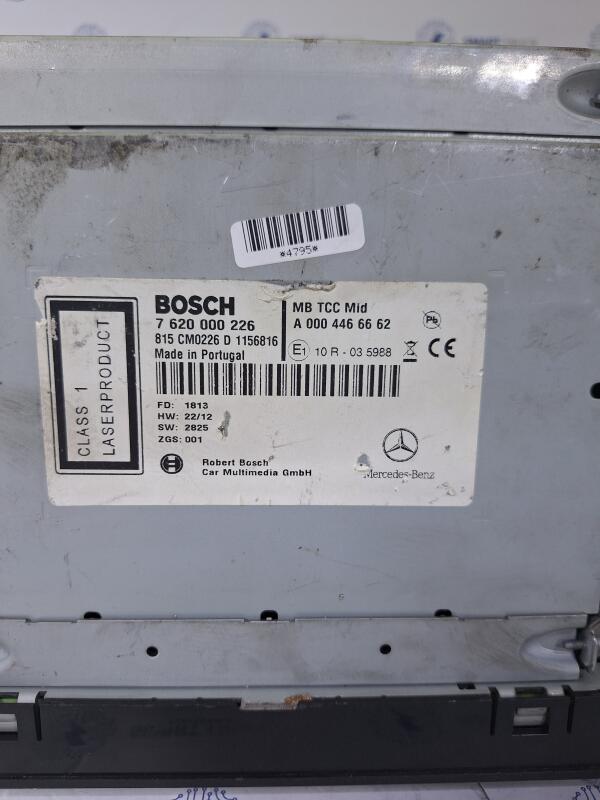 *4795*
CLASS 1
LASERPRODUCT
BOSCH
7 620 000 226
815 CM0226 D 1156816
Made in Portugal
MB TCC Mid
A 000 446 66 62
E1 10 R - 03 5988
Pb
CE
FD: 1813
HW: 22/12
SW: 2825
ZGS: 001
Robert Bosch
Car Multimedia GmbH
Mercedes-Benz